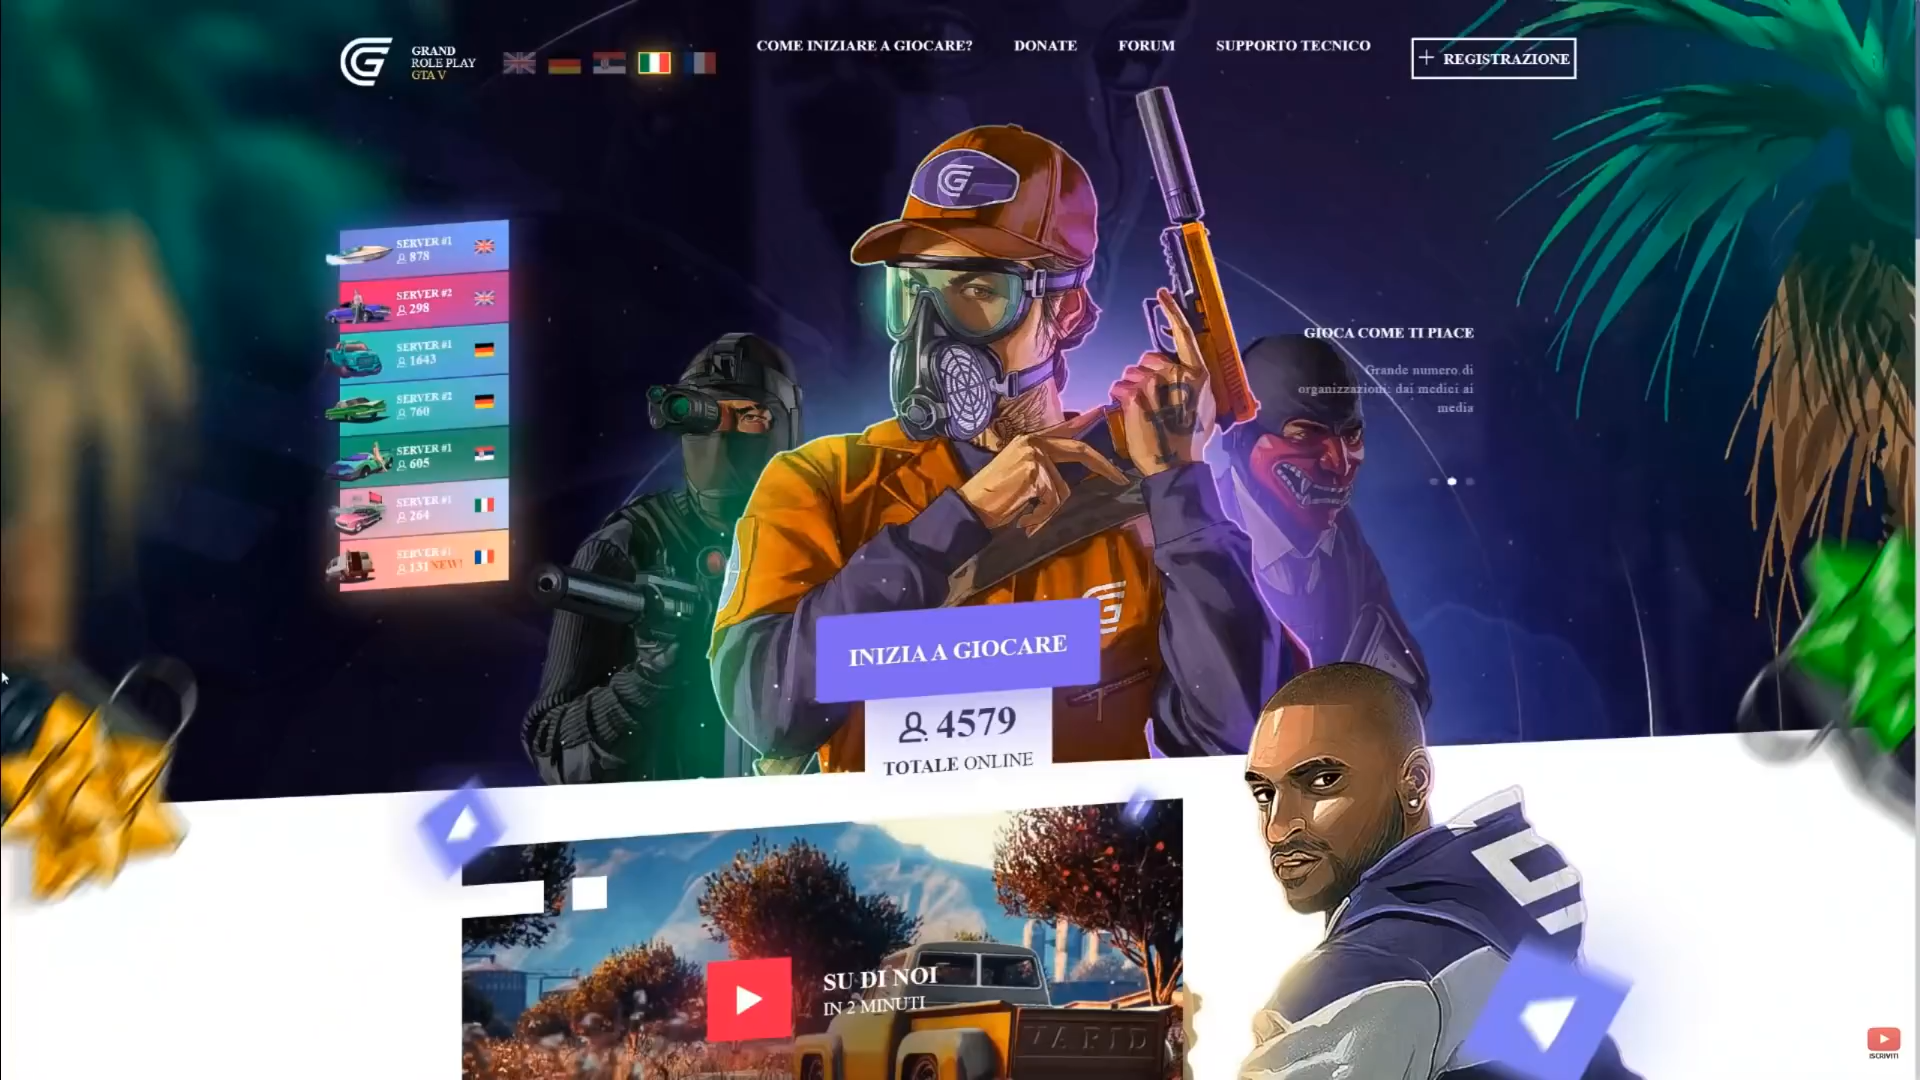 GRAND
ROLE PLAY
GTA V
COME INIZIARE A GIOCARE?
DONATE
FORUM
SUPPORTO TECNICO
+ REGISTRAZIONE
SERVER #1
878
SERVER #2
298
SERVER #1
1643
SERVER #2
760
SERVER #1
605
SERVER #1
264
SERVER #1
131 NEW!
GIOCA COME TI PIACE
Grande numero di
organizzazioni: dai medici ai
media
INIZIA A GIOCARE
4579
TOTALE ONLINE
SU DI NOI
IN 2 MINUTI
VAPID
ISCRIVITI